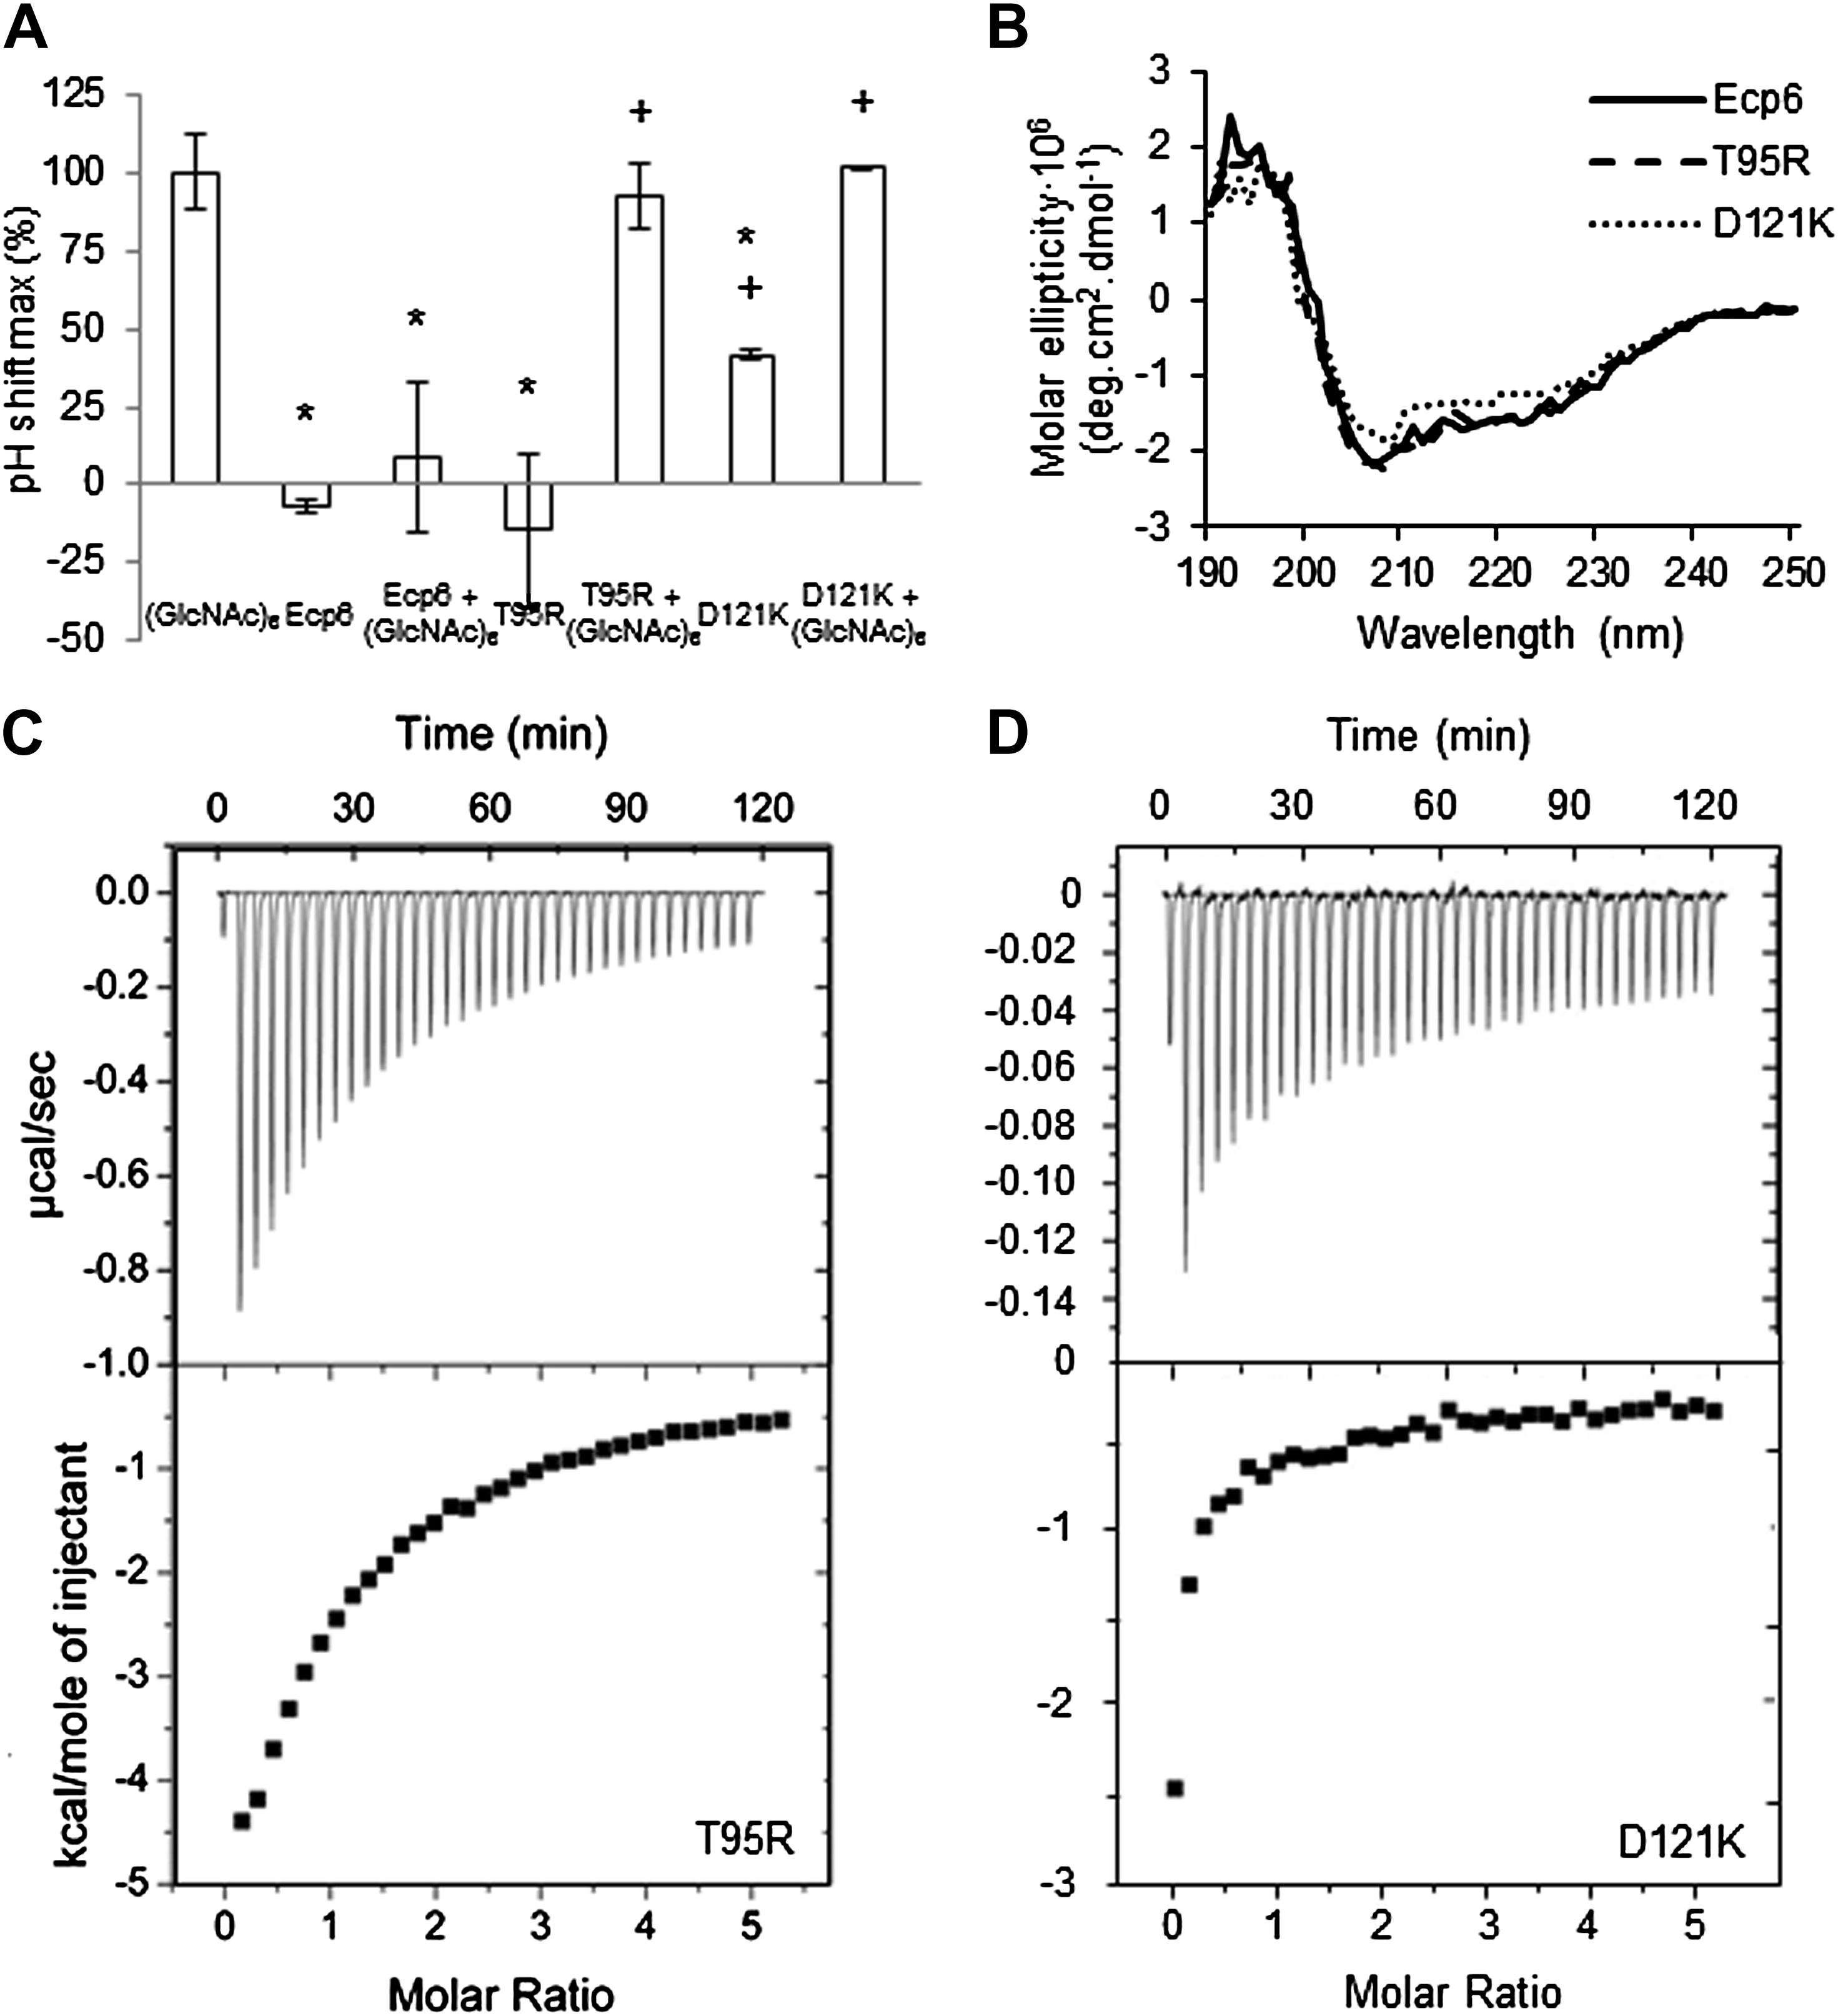 A
125
100
75
50
25
0
-25
-50
pH shift max (%)
*
*
*
+
*
+
+
(GlcNAc)6
Ecp6
Ecp6 +
(GlcNAc)6
T95R
T95R +
(GlcNAc)6
D121K
D121K +
(GlcNAc)6
B
3
2
1
0
-1
-2
-3
Molar ellipticity·10⁶
(deg.cm².dmol⁻¹)
Ecp6
T95R
D121K
190 200 210 220 230 240 250
Wavelength (nm)
C
Time (min)
0 30 60 90 120
0.0
-0.2
-0.4
-0.6
-0.8
-1.0
µcal/sec
-1
-2
-3
-4
-5
kcal/mole of injectant
T95R
0 1 2 3 4 5
Molar Ratio
D
Time (min)
0 30 60 90 120
0
-0.02
-0.04
-0.06
-0.08
-0.10
-0.12
-0.14
0
-1
-2
-3
D121K
0 1 2 3 4 5
Molar Ratio